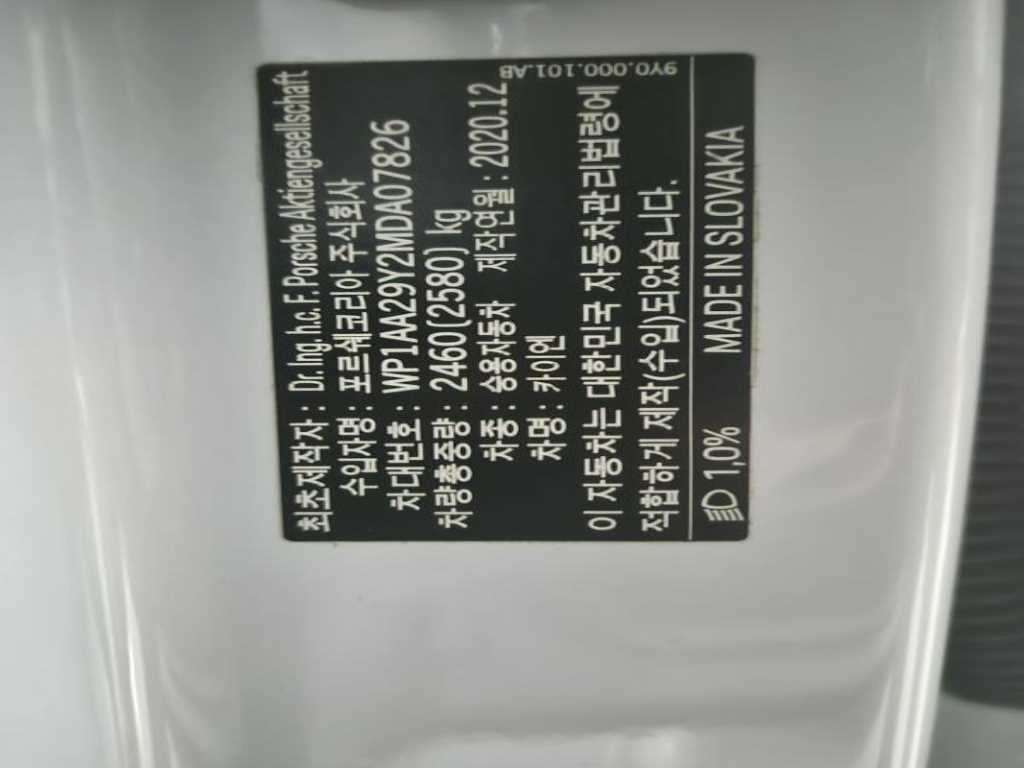 최초제작자 : Dr. Ing. h.c. F. Porsche Aktiengesellschaft
수입자명 : 포르쉐코리아 주식회사
차대번호 : WP1AA29Y2MDA07826
차량총중량 : 2460(2580) kg
차종 : 승용자동차 제작연월 : 2020.12
차명 : 카이엔
이 자동차는 대한민국 자동차관리법령에
적합하게 제작(수입)되었습니다.
9Y0.000.101.AB
1,0% MADE IN SLOVAKIA